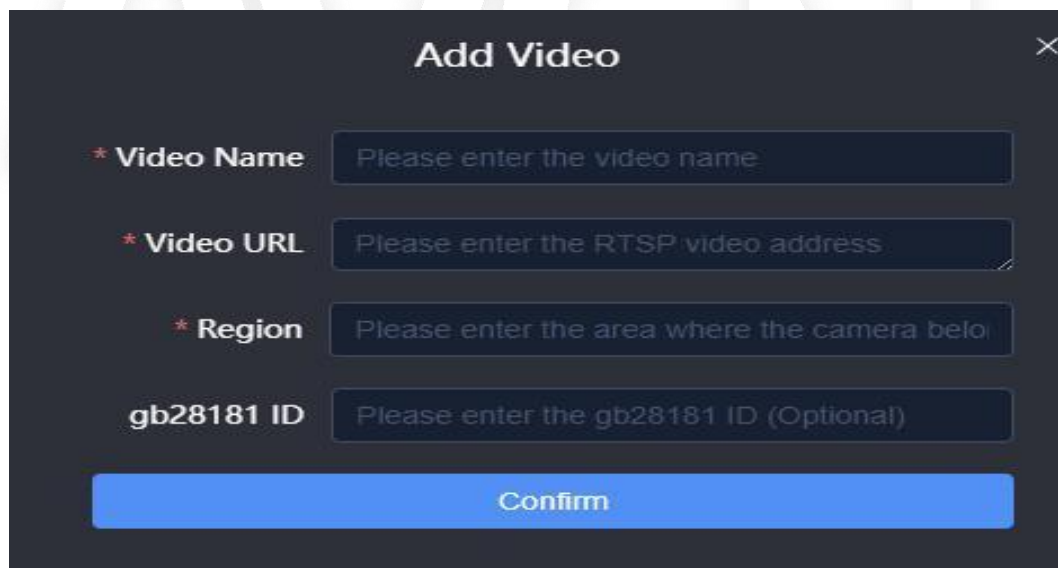 Add Video
* Video Name Please enter the video name
* Video URL Please enter the RTSP video address
* Region Please enter the area where the camera belo
gb28181 ID Please enter the gb28181 ID (Optional)
Confirm